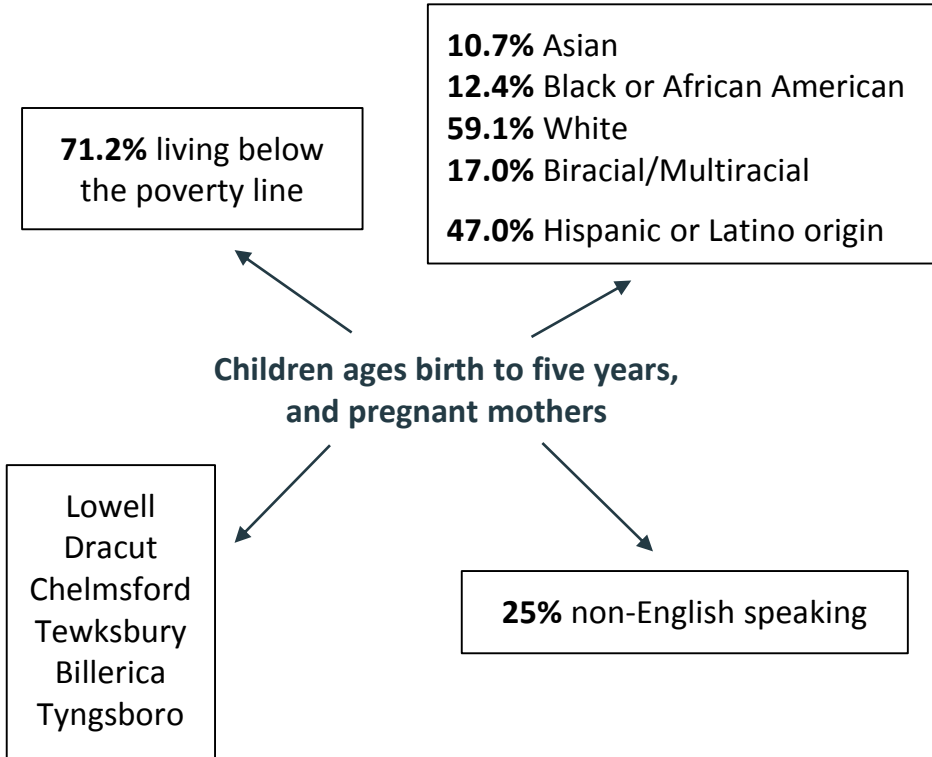 71.2% living below
the poverty line
10.7% Asian
12.4% Black or African American
59.1% White
17.0% Biracial/Multiracial
47.0% Hispanic or Latino origin
Children ages birth to five years,
and pregnant mothers
Lowell
Dracut
Chelmsford
Tewksbury
Billerica
Tyngsboro
25% non-English speaking